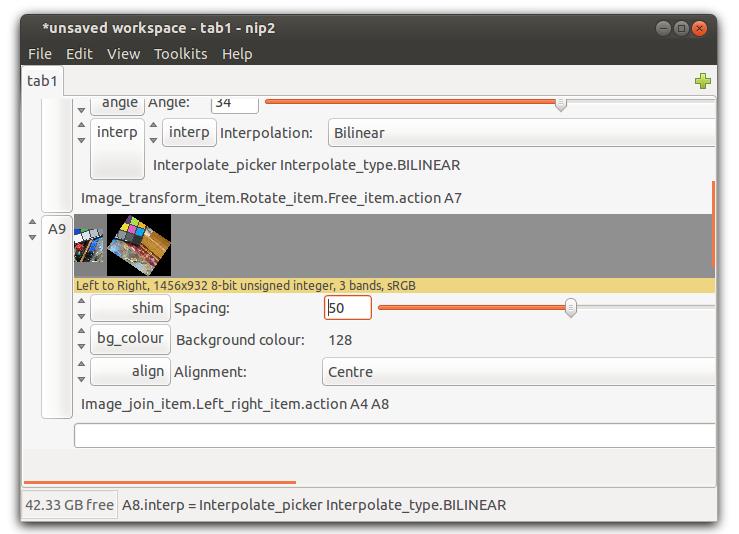 *unsaved workspace - tab1 - nip2
File Edit View Toolkits Help
tab1
angle Angle: 34
interp interp Interpolation: Bilinear
Interpolate_picker Interpolate_type.BILINEAR
Image_transform_item.Rotate_item.Free_item.action A7
A9
Left to Right, 1456x932 8-bit unsigned integer, 3 bands, sRGB
shim Spacing: 50
bg_colour Background colour: 128
align Alignment: Centre
Image_join_item.Left_right_item.action A4 A8
42.33 GB free A8.interp = Interpolate_picker Interpolate_type.BILINEAR